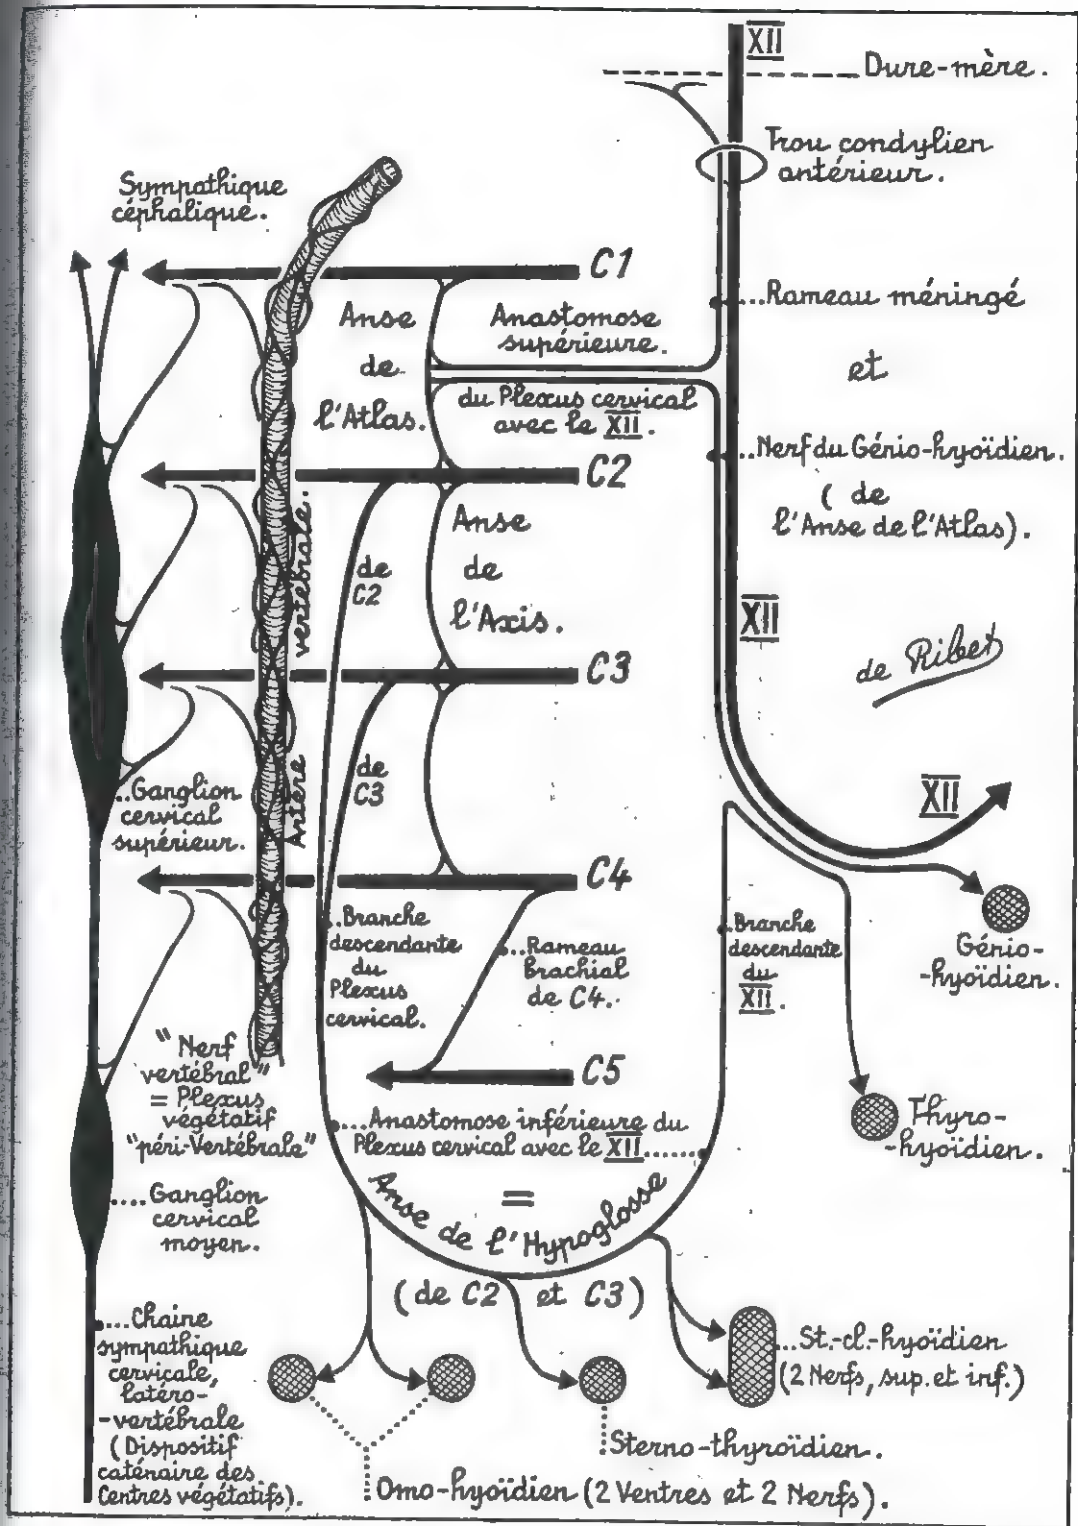 XII
Dure-mère.
Trou condylien
antérieur.
Sympathique
céphalique.
C1
...Rameau méningé
et
...Nerf du Génio-hyoïdien.
( de
l'Anse de l'Atlas).
Anse
de
l'Atlas.
Anastomose
supérieure.
du Plexus cervical
avec le XII.
C2
Anse
de
l'Axis.
de
C2
Artère vertébrale.
XII
de Ribet
C3
de
C3
...Ganglion
cervical
supérieur.
XII
C4
...Branche
descendante
du
Plexus
cervical.
...Rameau
brachial
de C4..
..Branche
descendante
du
XII.
Génio-
-hyoïdien.
"Nerf
vertébral"
= Plexus
végétatif
"péri-Vertébrale"
C5
Thyro-
-hyoïdien.
....Anastomose inférieure du
Plexus cervical avec le XII......
=
Anse de l'Hypoglosse
(de C2 et C3)
....Ganglion
cervical
moyen.
...Chaine
sympathique
cervicale,
latéro-
-vertébrale
(Dispositif
caténaire des
Centres végétatifs).
...St.-cl.-hyoïdien
(2 Nerfs, sup. et inf.)
Sterno-thyroïdien.
Omo-hyoïdien (2 Ventres et 2 Nerfs).